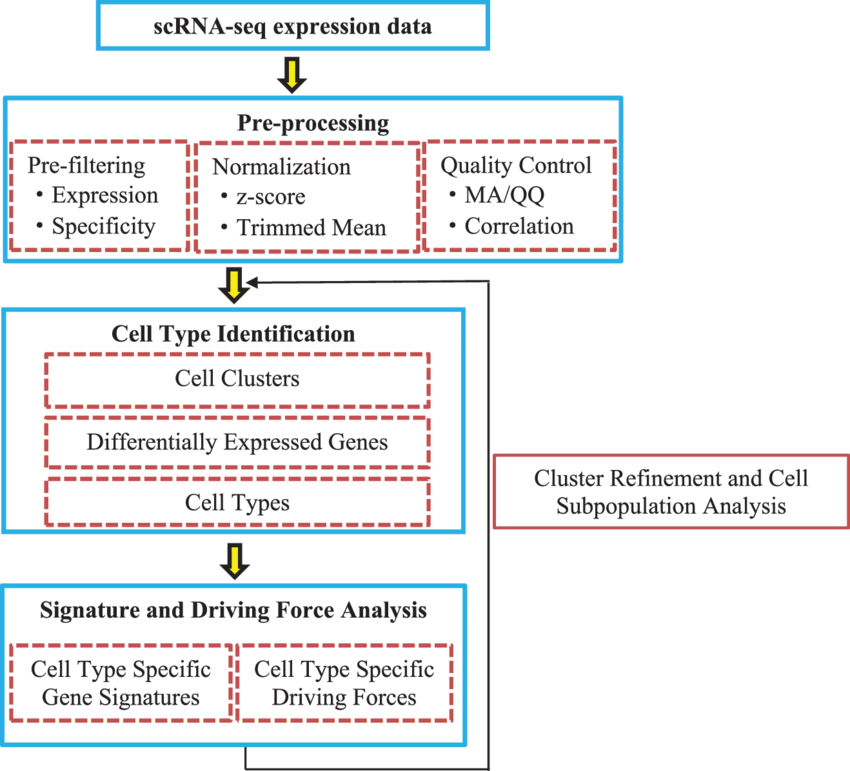 scRNA-seq expression data
Pre-processing
Pre-filtering
• Expression
• Specificity
Normalization
• z-score
• Trimmed Mean
Quality Control
• MA/QQ
• Correlation
Cell Type Identification
Cell Clusters
Differentially Expressed Genes
Cell Types
Cluster Refinement and Cell
Subpopulation Analysis
Signature and Driving Force Analysis
Cell Type Specific
Gene Signatures
Cell Type Specific
Driving Forces